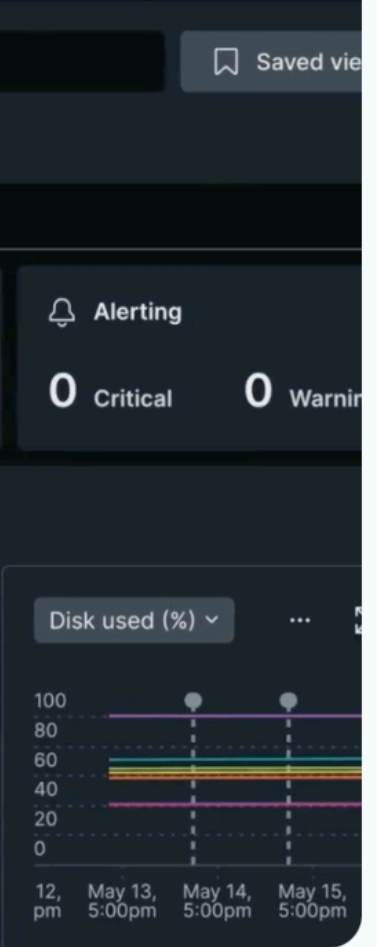 Saved vie
Alerting
0 Critical 0 Warnin
Disk used (%)
100
80
60
40
20
0
12, May 13, May 14, May 15,
pm 5:00pm 5:00pm 5:00pm